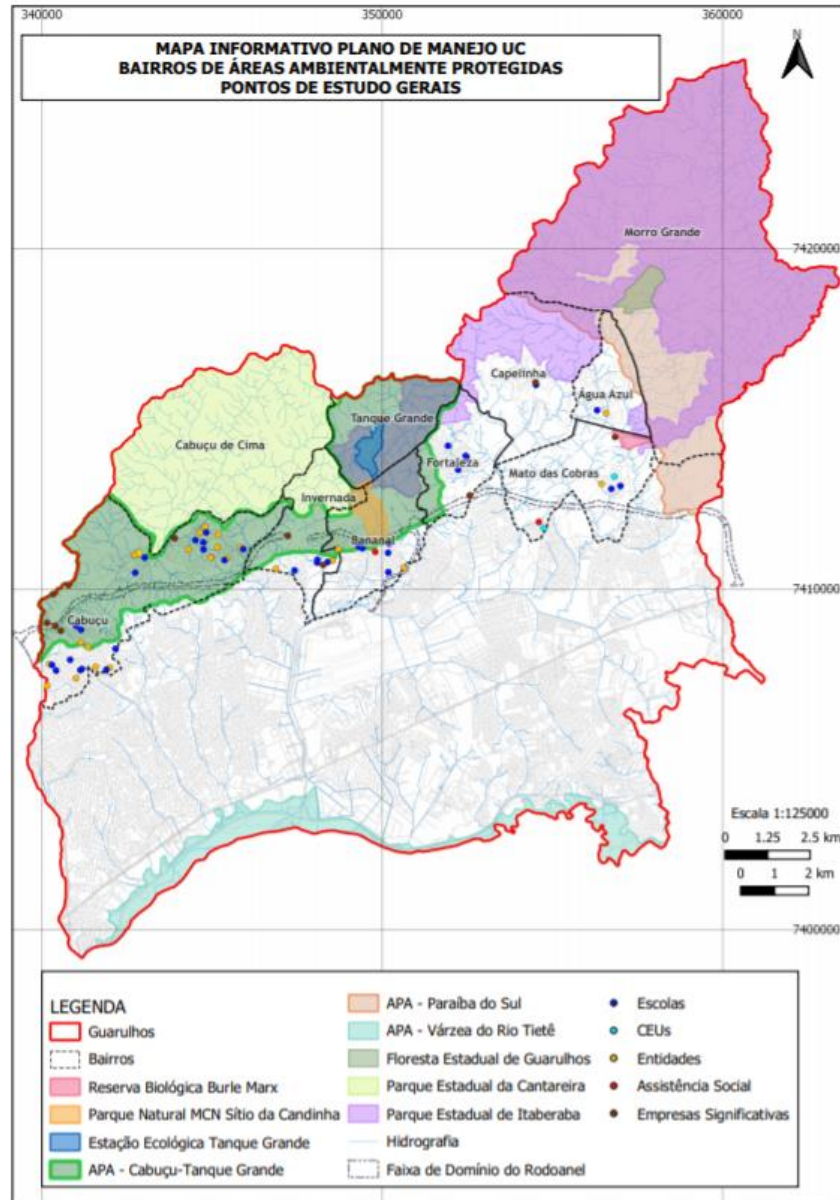 340000 350000 360000
MAPA INFORMATIVO PLANO DE MANEJO UC
BAIRROS DE ÁREAS AMBIENTALMENTE PROTEGIDAS
PONTOS DE ESTUDO GERAIS
N
Morro Grande
7420000
Capelinha
Água Azul
Tanque Grande
Cabuçu de Cima
Fortaleza
Mato das Cobras
Invernada
Bananal
7410000
Cabuçu
Escala 1:125000
0 1.25 2.5 km
0 1 2 km
7400000
LEGENDA
Guarulhos
Bairros
Reserva Biológica Burle Marx
Parque Natural MCN Sítio da Candinha
Estação Ecológica Tanque Grande
APA - Cabuçu-Tanque Grande
APA - Paraíba do Sul
APA - Várzea do Rio Tietê
Floresta Estadual de Guarulhos
Parque Estadual da Cantareira
Parque Estadual de Itaberaba
Hidrografia
Faixa de Domínio do Rodoanel
Escolas
CEUs
Entidades
Assistência Social
Empresas Significativas